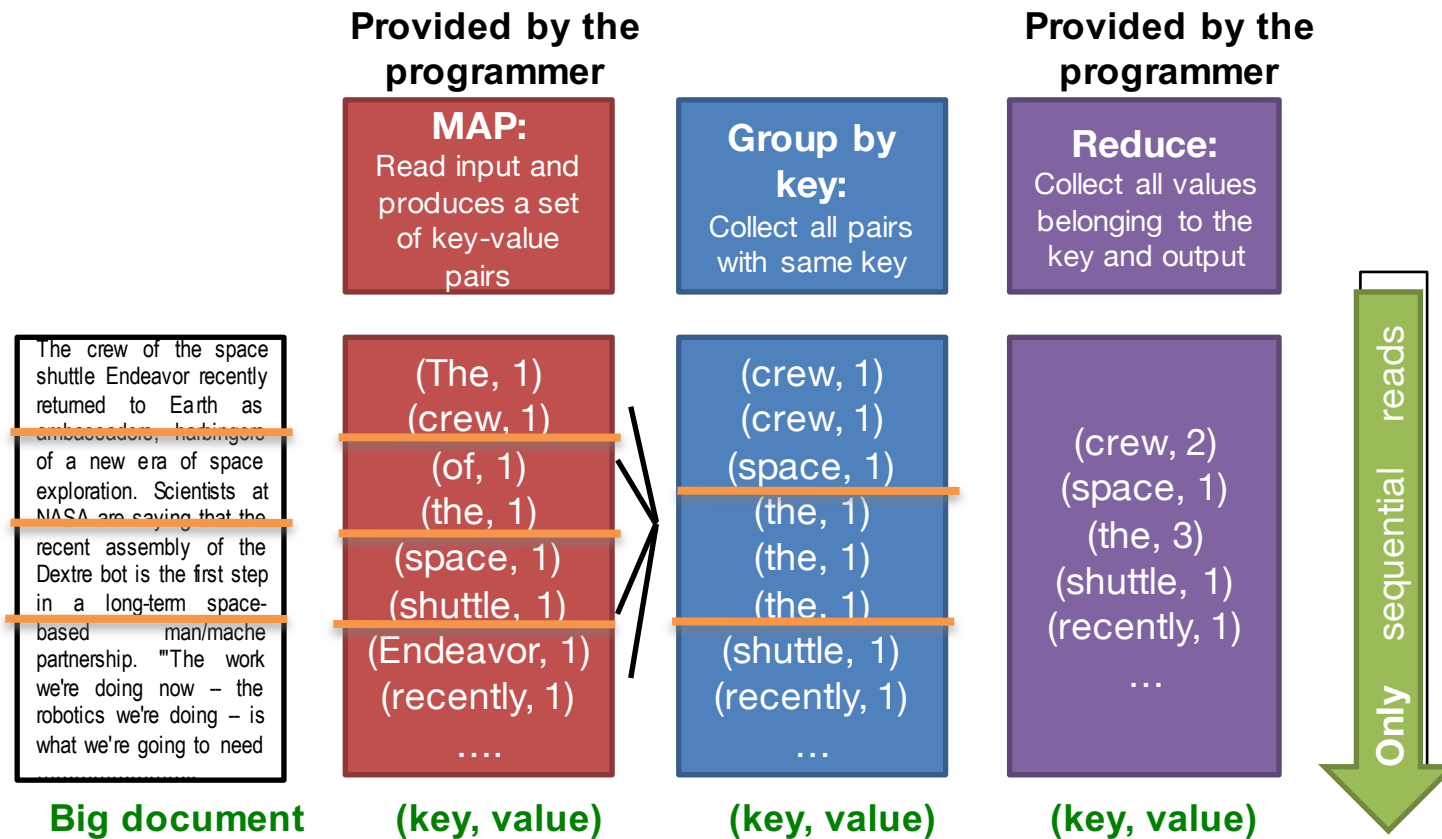 Provided by the
programmer
Provided by the
programmer
MAP:
Read input and
produces a set
of key-value
pairs
Group by
key:
Collect all pairs
with same key
Reduce:
Collect all values
belonging to the
key and output
The crew of the space
shuttle Endeavor recently
returned to Earth as
ambassadors, harbingers
of a new era of space
exploration. Scientists at
NASA are saying that the
recent assembly of the
Dextre bot is the first step
in a long-term space-
based man/mache
partnership. '"The work
we're doing now – the
robotics we're doing – is
what we're going to need
……………………..
(The, 1)
(crew, 1)
(of, 1)
(the, 1)
(space, 1)
(shuttle, 1)
(Endeavor, 1)
(recently, 1)
….
(crew, 1)
(crew, 1)
(space, 1)
(the, 1)
(the, 1)
(the, 1)
(shuttle, 1)
(recently, 1)
…
(crew, 2)
(space, 1)
(the, 3)
(shuttle, 1)
(recently, 1)
…
Only sequential reads
Big document
(key, value)
(key, value)
(key, value)